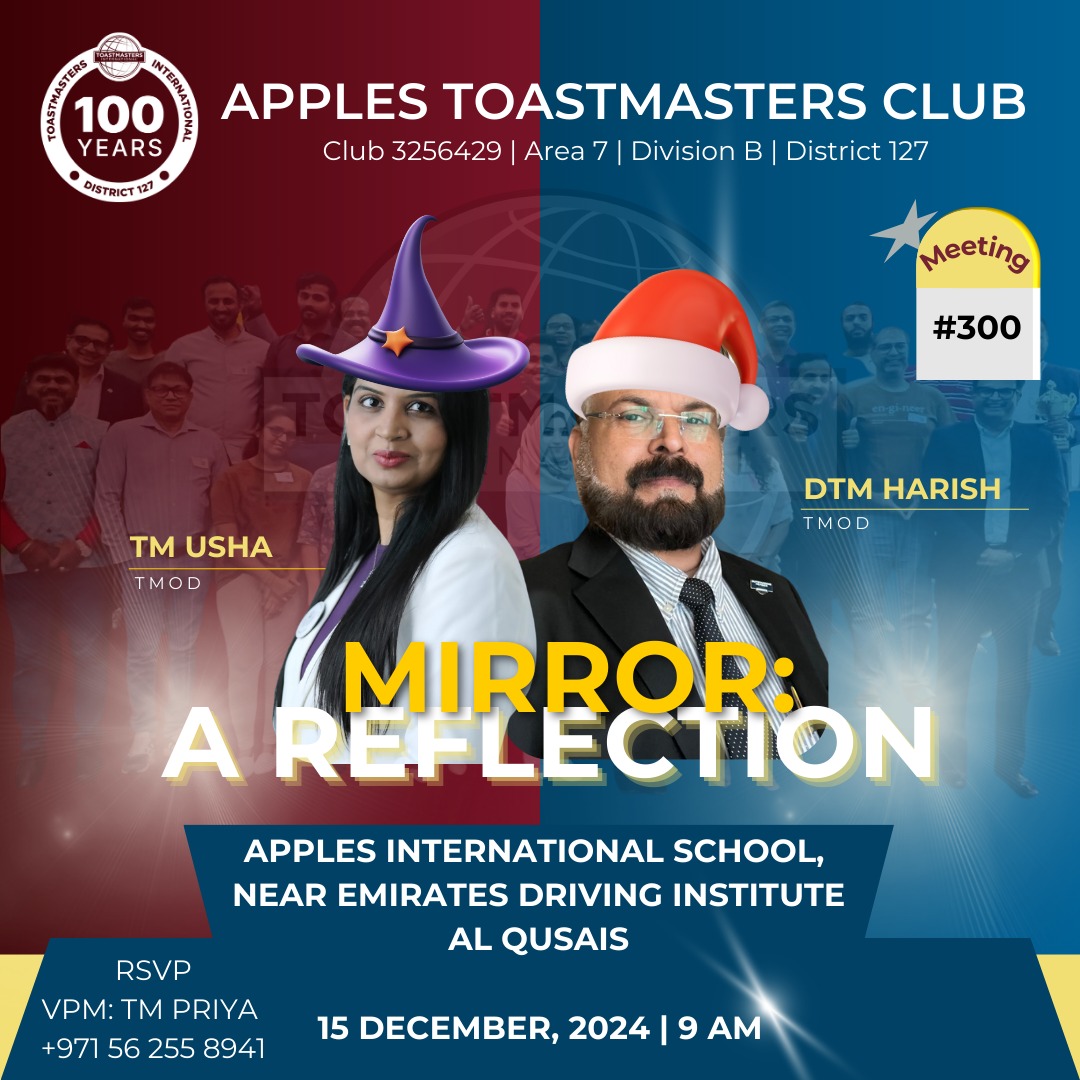 TOASTMASTERS
INTERNATIONAL
TOASTMASTERS INTERNATIONAL
100
YEARS
DISTRICT 127
APPLES TOASTMASTERS CLUB
Club 3256429 | Area 7 | Division B | District 127
Meeting
#300
DTM HARISH
TMOD
TM USHA
TMOD
MIRROR:
A REFLECTION
APPLES INTERNATIONAL SCHOOL,
NEAR EMIRATES DRIVING INSTITUTE
AL QUSAIS
RSVP
VPM: TM PRIYA
+971 56 255 8941
15 DECEMBER, 2024 | 9 AM